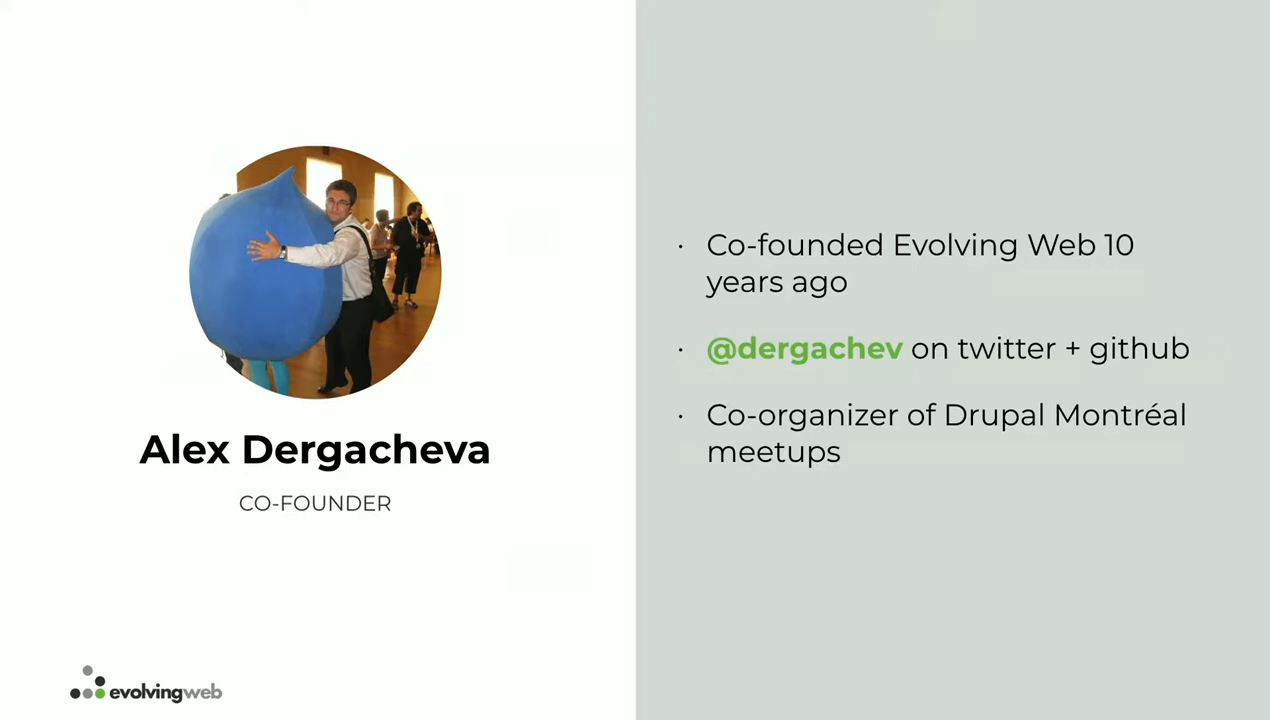 Alex Dergacheva
CO-FOUNDER
evolvingweb
· Co-founded Evolving Web 10
years ago
· @dergachev on twitter + github
· Co-organizer of Drupal Montréal
meetups